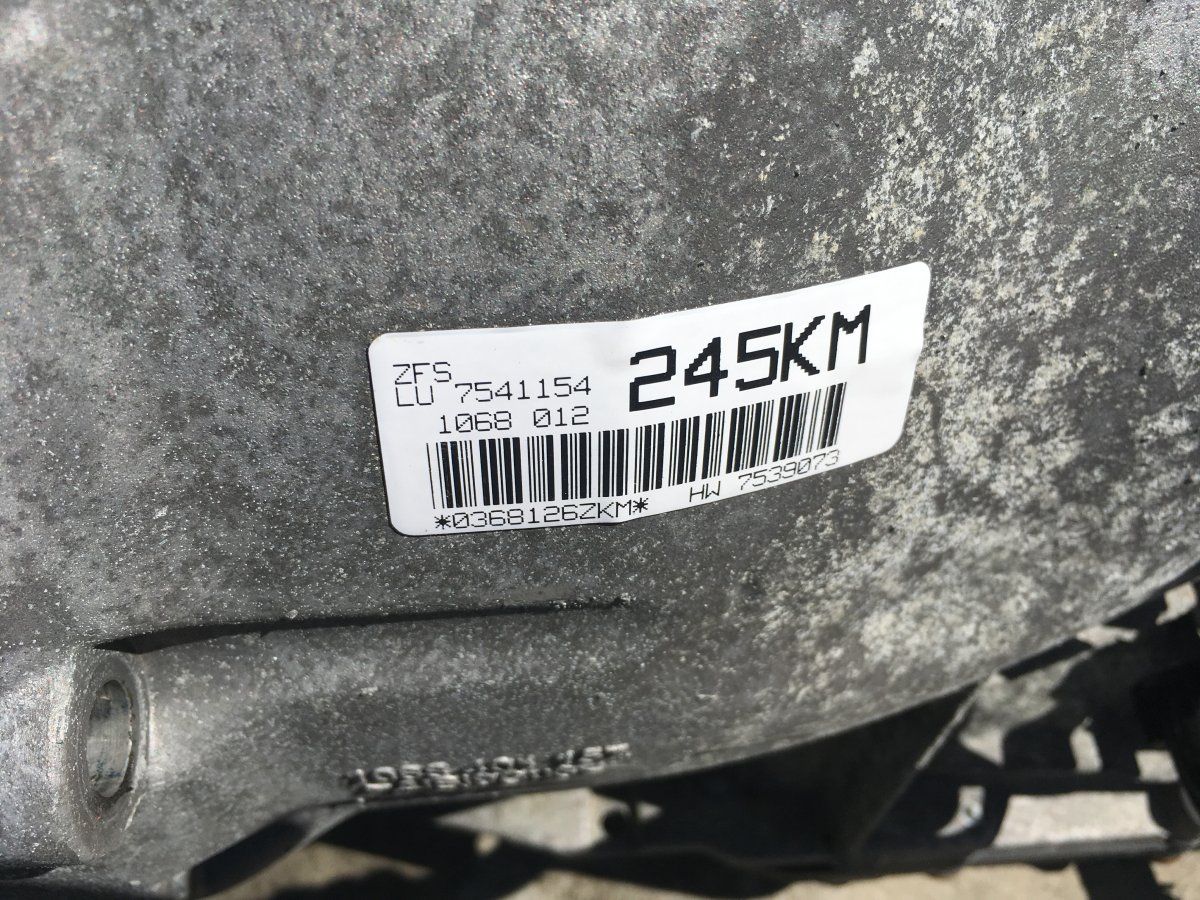 ZFS
LU 7541154
245KM
1068 012
*0368126ZKM*
HW 7539073